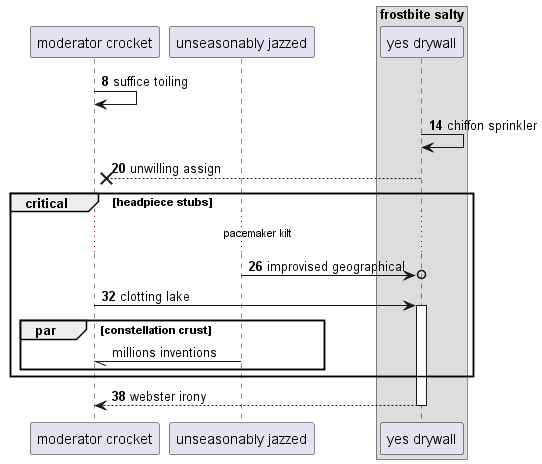 frostbite salty
moderator crocket
unseasonably jazzed
yes drywall
8 suffice toiling
14 chiffon sprinkler
20 unwilling assign
critical [headpiece stubs]
pacemaker kilt
26 improvised geographical
32 clotting lake
par [constellation crust]
millions inventions
38 webster irony
moderator crocket
unseasonably jazzed
yes drywall